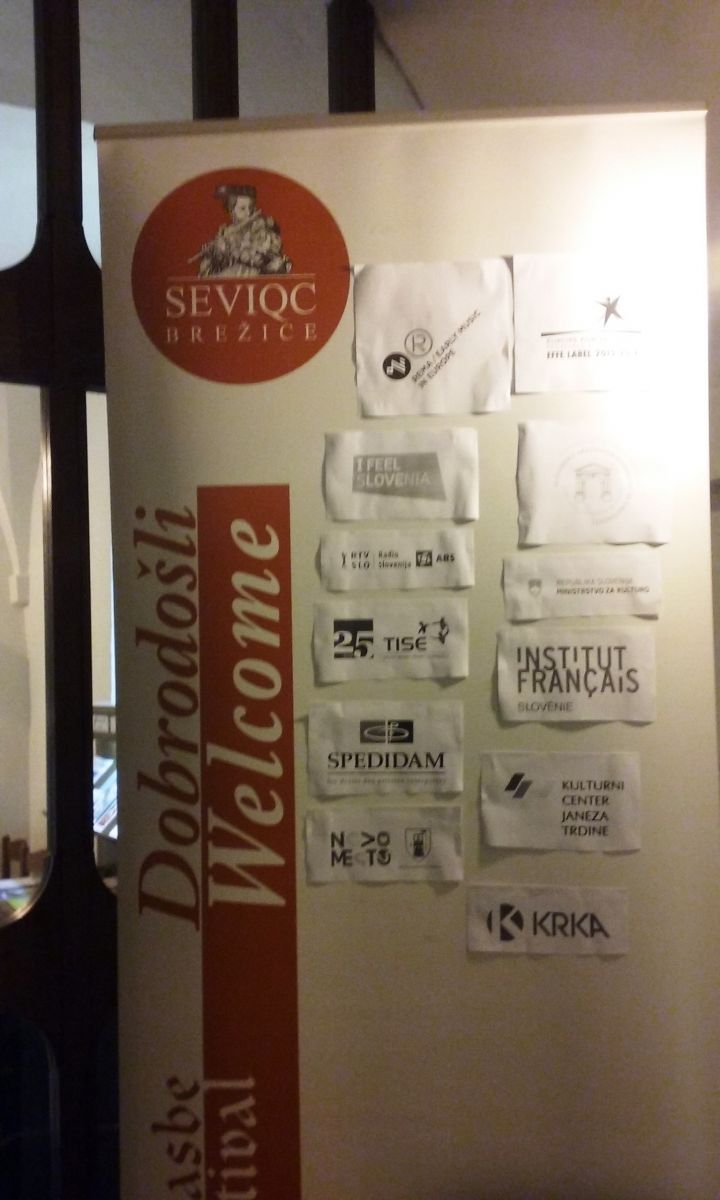 SEVIQC
BREŽICE
Dobrodošli
Welcome
asbe
tival
R
REMA / EARLY MUSIC
IN EUROPE
EFFE LABEL
I FEEL
SLOVENIA
RTV
SLO
Radio
Slovenija
ARS
REPUBLIKA SLOVENIJA
MINISTRSTVO ZA KULTURO
25 TISE
INSTITUT
FRANÇAIS
SLOVÉNIE
SPEDIDAM
KULTURNI
CENTER
JANEZA
TRDINE
NOVO
MESTO
K KRKA